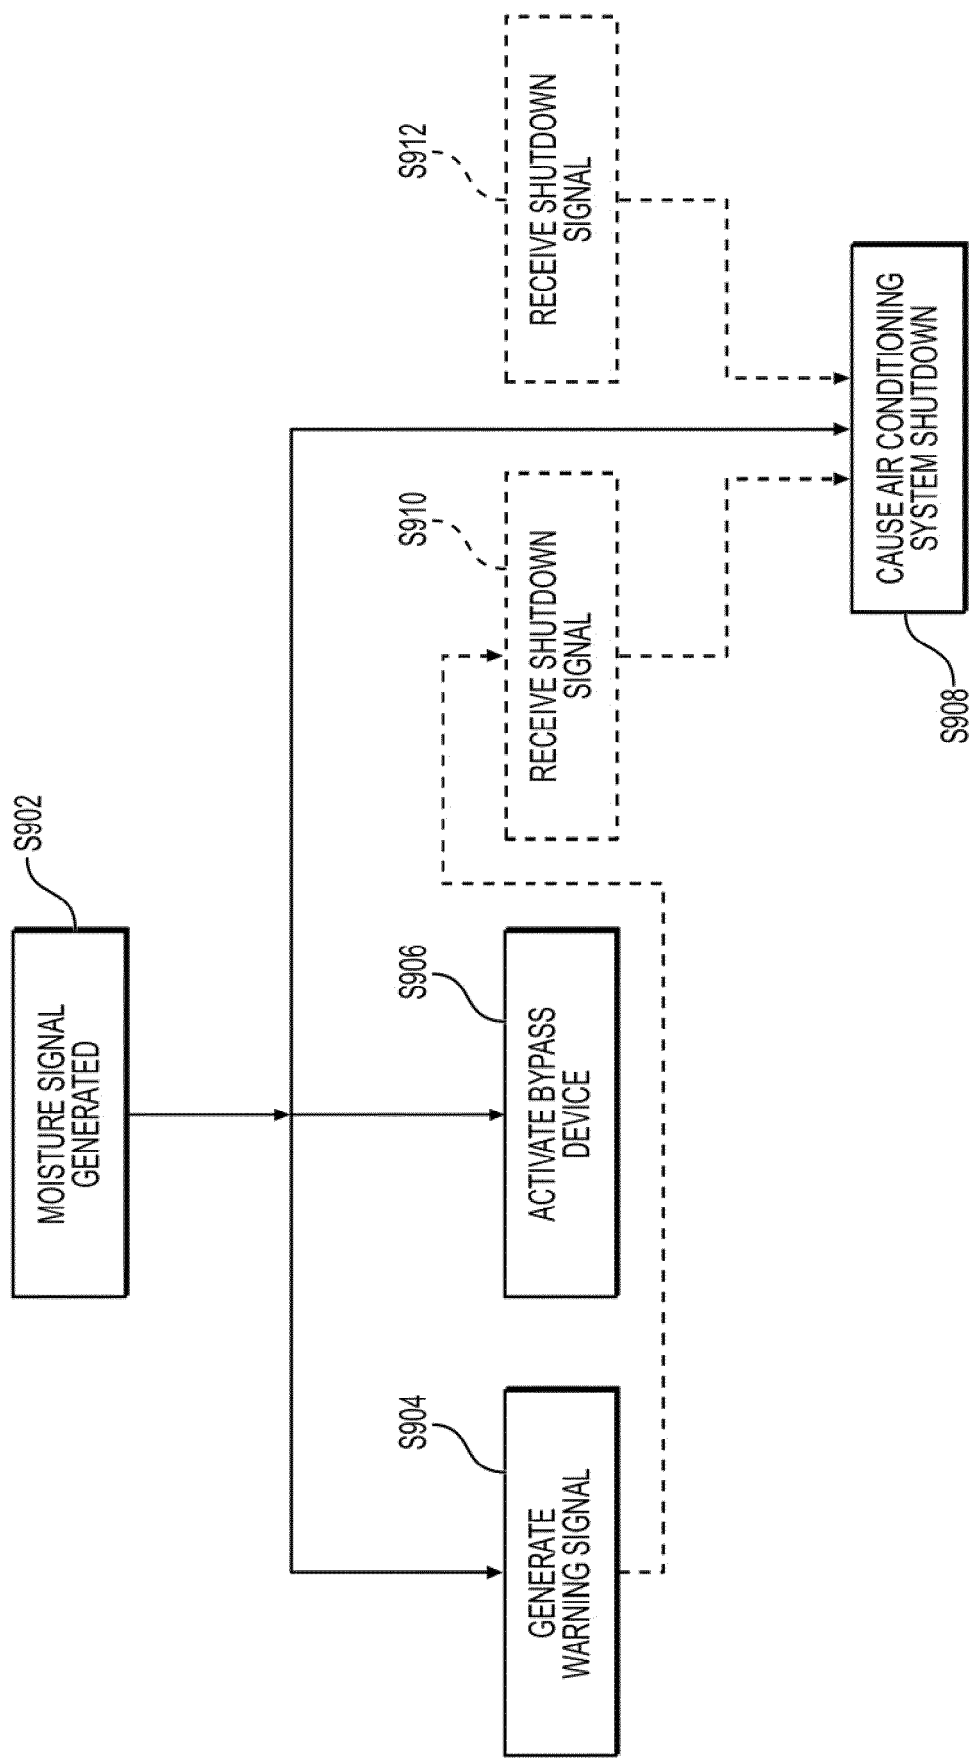 S902
MOISTURE SIGNAL
GENERATED
S904
GENERATE
WARNING SIGNAL
S906
ACTIVATE BYPASS
DEVICE
S910
RECEIVE SHUTDOWN
SIGNAL
S912
RECEIVE SHUTDOWN
SIGNAL
CAUSE AIR CONDITIONING
SYSTEM SHUTDOWN
S908